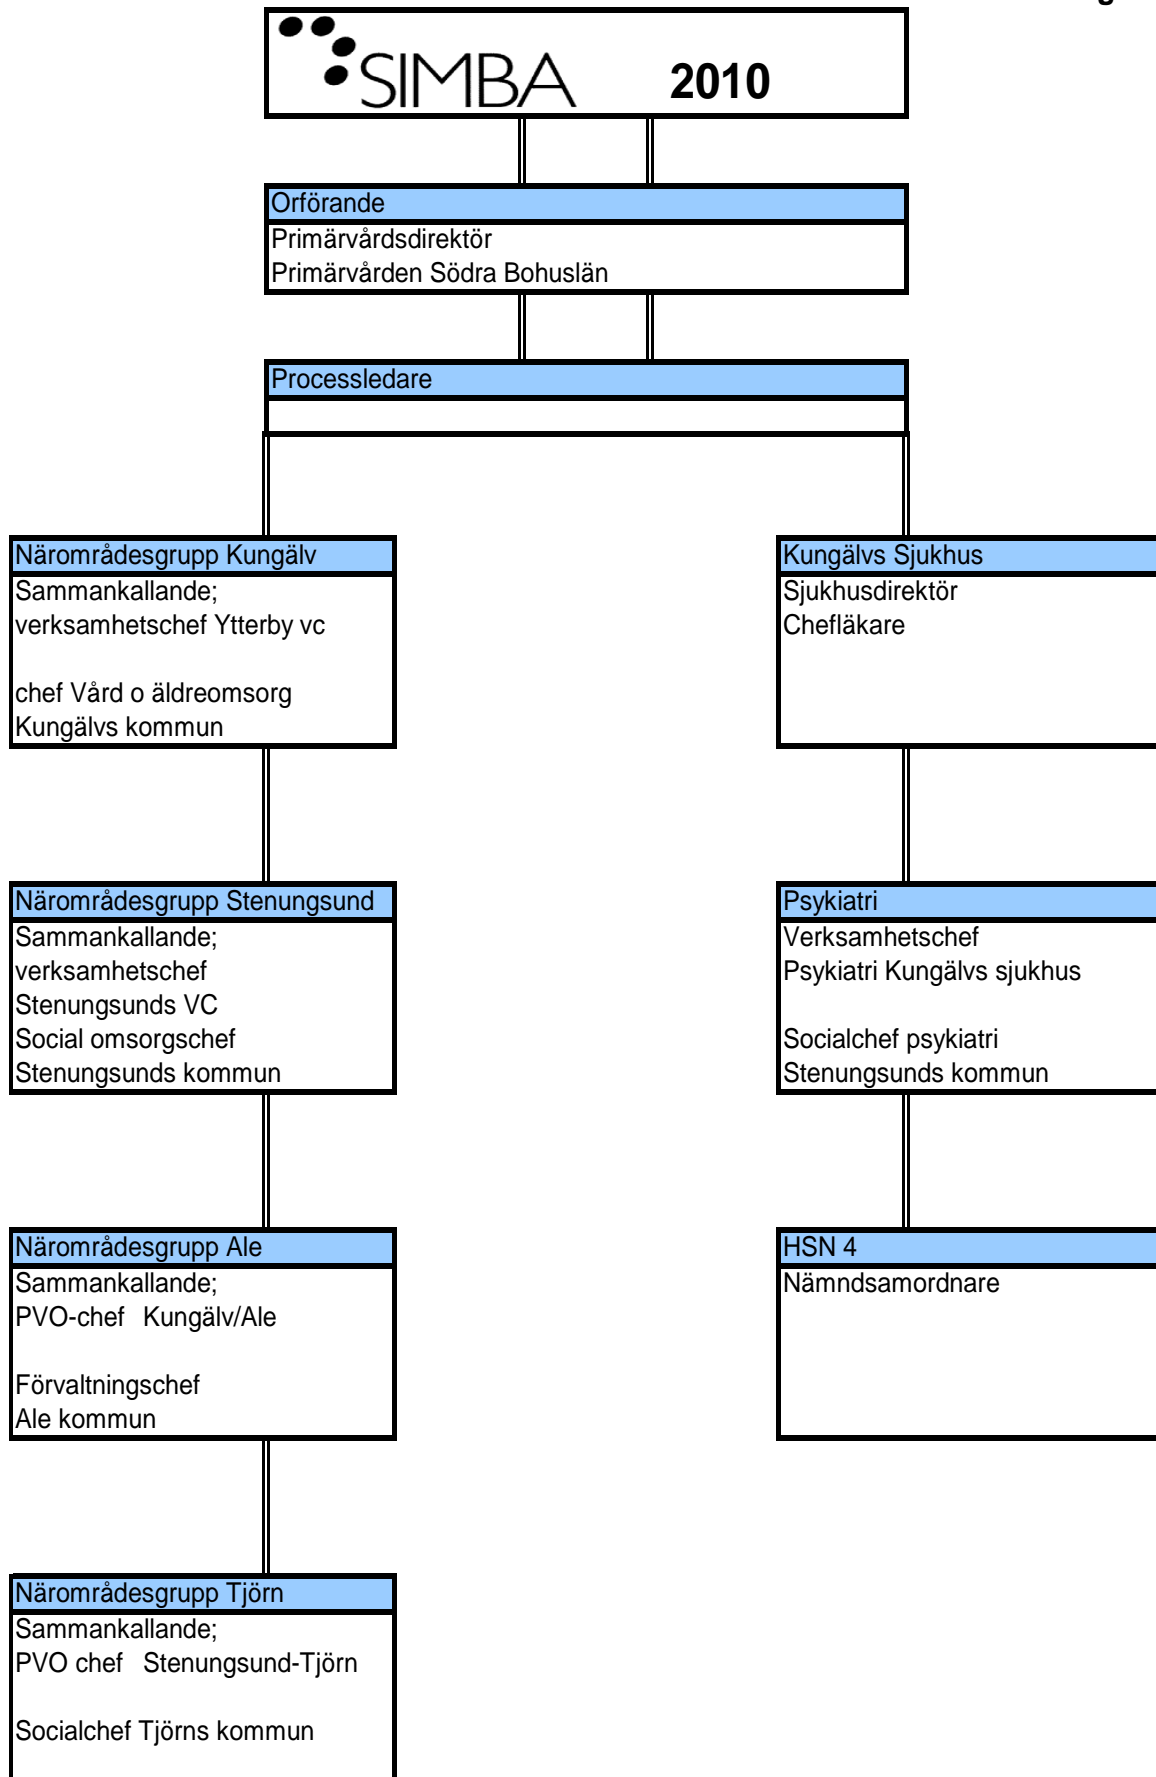 g
SIMBA 2010
Orförande
Primärvårdsdirektör
Primärvården Södra Bohuslän
Processledare
Närområdesgrupp Kungälv
Sammankallande;
verksamhetschef Ytterby vc
chef Vård o äldreomsorg
Kungälvs kommun
Kungälvs Sjukhus
Sjukhusdirektör
Chefläkare
Närområdesgrupp Stenungsund
Sammankallande;
verksamhetschef
Stenungsunds VC
Social omsorgschef
Stenungsunds kommun
Psykiatri
Verksamhetschef
Psykiatri Kungälvs sjukhus
Socialchef psykiatri
Stenungsunds kommun
Närområdesgrupp Ale
Sammankallande;
PVO-chef Kungälv/Ale
Förvaltningschef
Ale kommun
HSN 4
Nämndsamordnare
Närområdesgrupp Tjörn
Sammankallande;
PVO chef Stenungsund-Tjörn
Socialchef Tjörns kommun